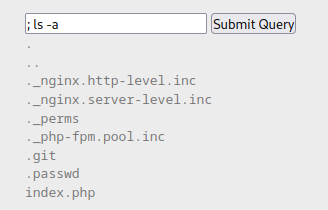 ; ls -a Submit Query
.
..
._nginx.http-level.inc
._nginx.server-level.inc
._perms
._php-fpm.pool.inc
.git
.passwd
index.php